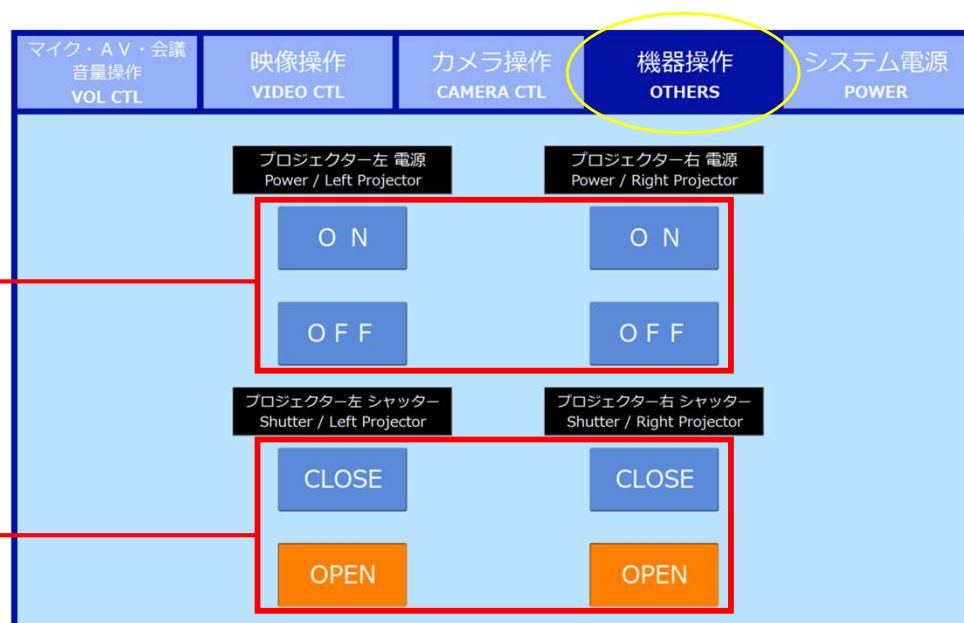 マイク・AV・会議
音量操作
VOL CTL
映像操作
VIDEO CTL
カメラ操作
CAMERA CTL
機器操作
OTHERS
システム電源
POWER
プロジェクター左 電源
Power / Left Projector
プロジェクター右 電源
Power / Right Projector
ON
ON
OFF
OFF
プロジェクター左 シャッター
Shutter / Left Projector
プロジェクター右 シャッター
Shutter / Right Projector
CLOSE
CLOSE
OPEN
OPEN